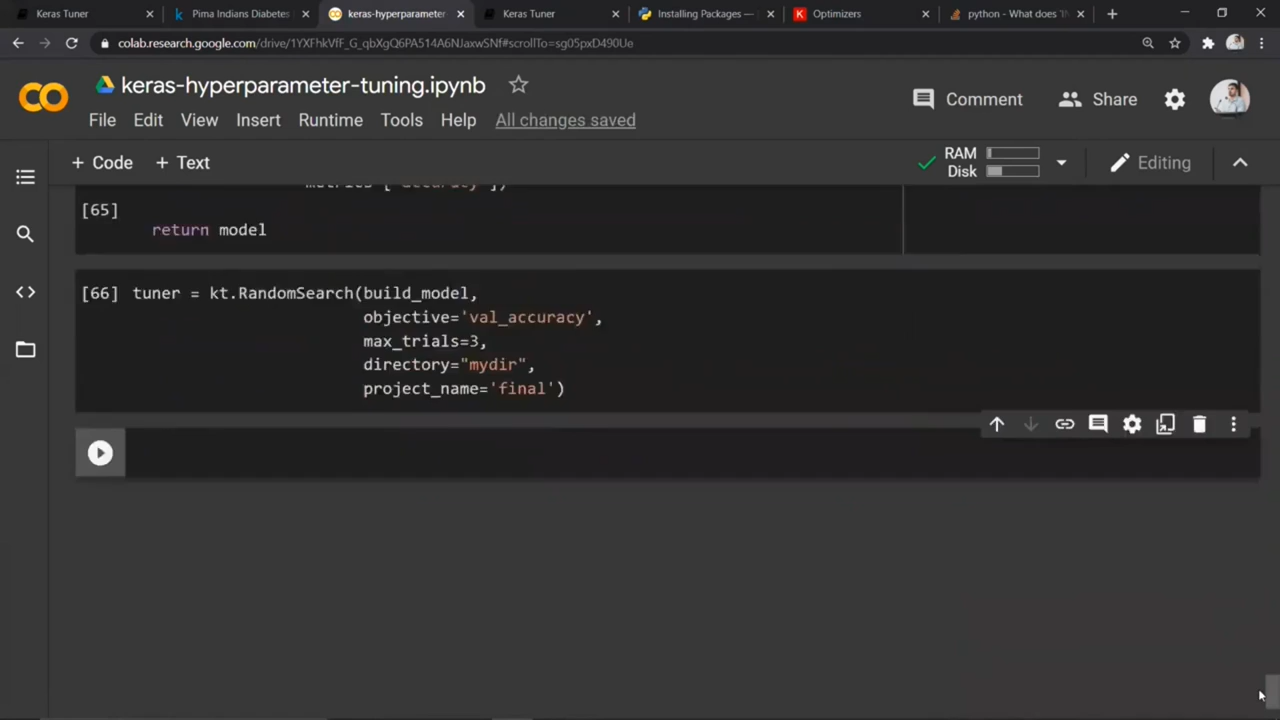 Keras Tuner
Pima Indians Diabetes
keras-hyperparameter
Keras Tuner
Installing Packages —
Optimizers
python - What does
colab.research.google.com/drive/1YXFhkVfF_G_qbXgQ6PA514A6NJaxwSNf#scrollTo=sg05pxD490Ue
CO
keras-hyperparameter-tuning.ipynb
Comment
Share
File Edit View Insert Runtime Tools Help All changes saved
+ Code + Text
RAM
Disk
Editing
metrics=['accuracy'])
[65]
return model
[66] tuner = kt.RandomSearch(build_model,
objective='val_accuracy',
max_trials=3,
directory="mydir",
project_name='final')